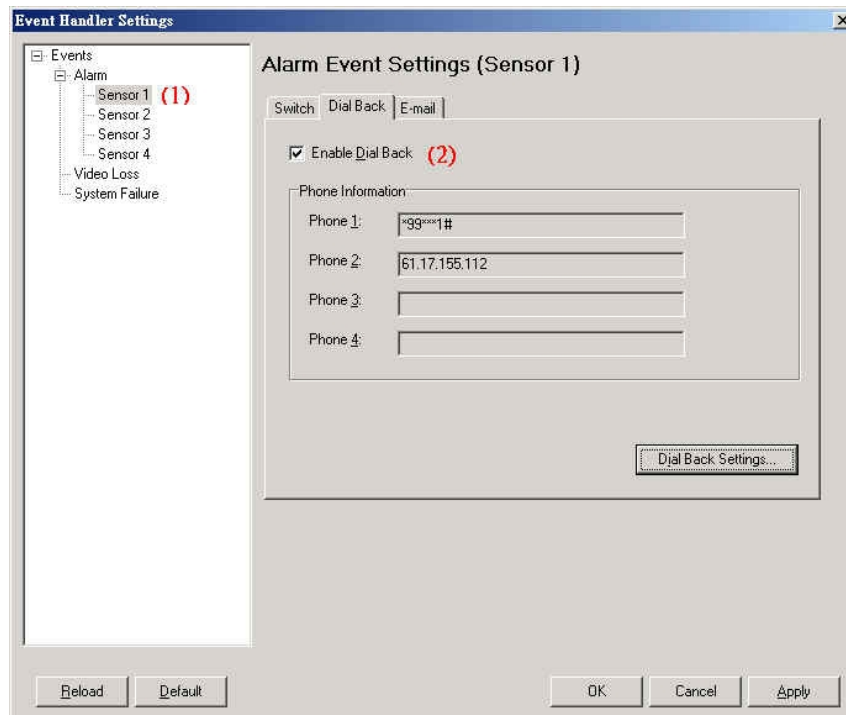 Event Handler Settings
Events
Alarm
Sensor 1 (1)
Sensor 2
Sensor 3
Sensor 4
Video Loss
System Failure
Alarm Event Settings (Sensor 1)
Switch Dial Back E-mail
Enable Dial Back (2)
Phone Information
Phone 1: *99***1#
Phone 2: 61.17.155.112
Phone 3:
Phone 4:
Dial Back Settings...
Reload Default OK Cancel Apply